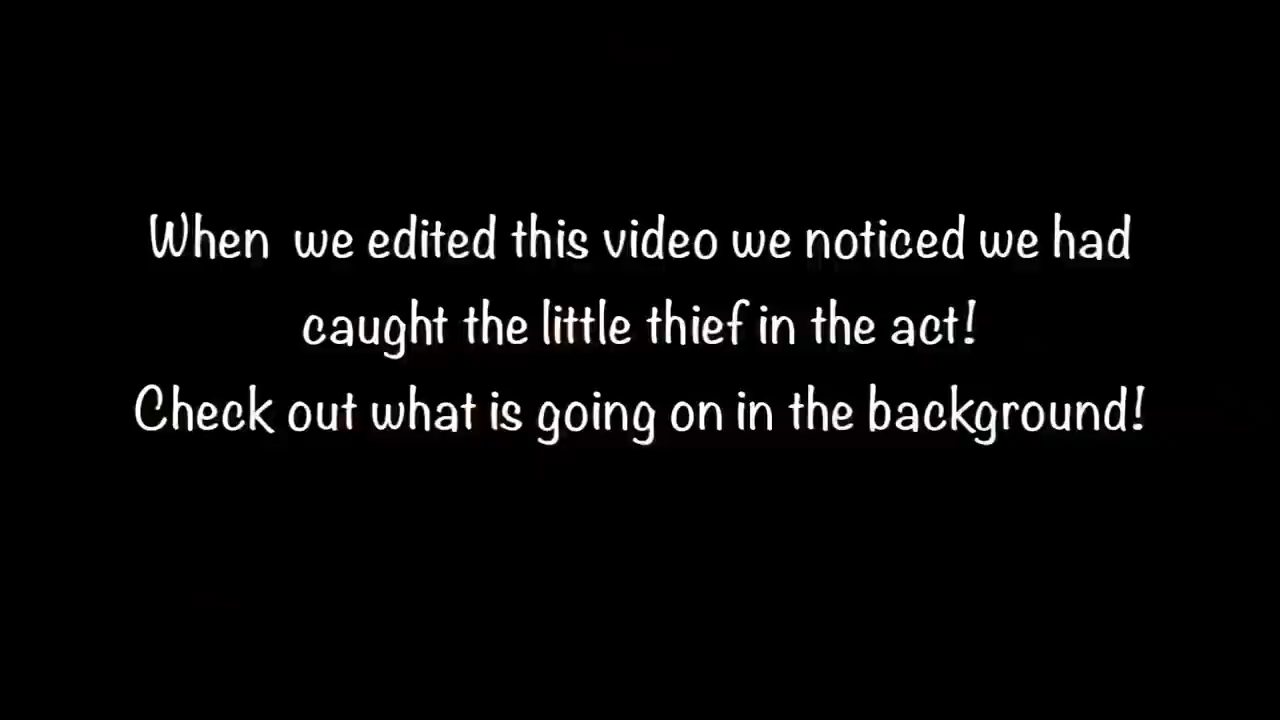 When  we edited this video we noticed we had
caught the little thief in the act!
Check out what is going on in the background!